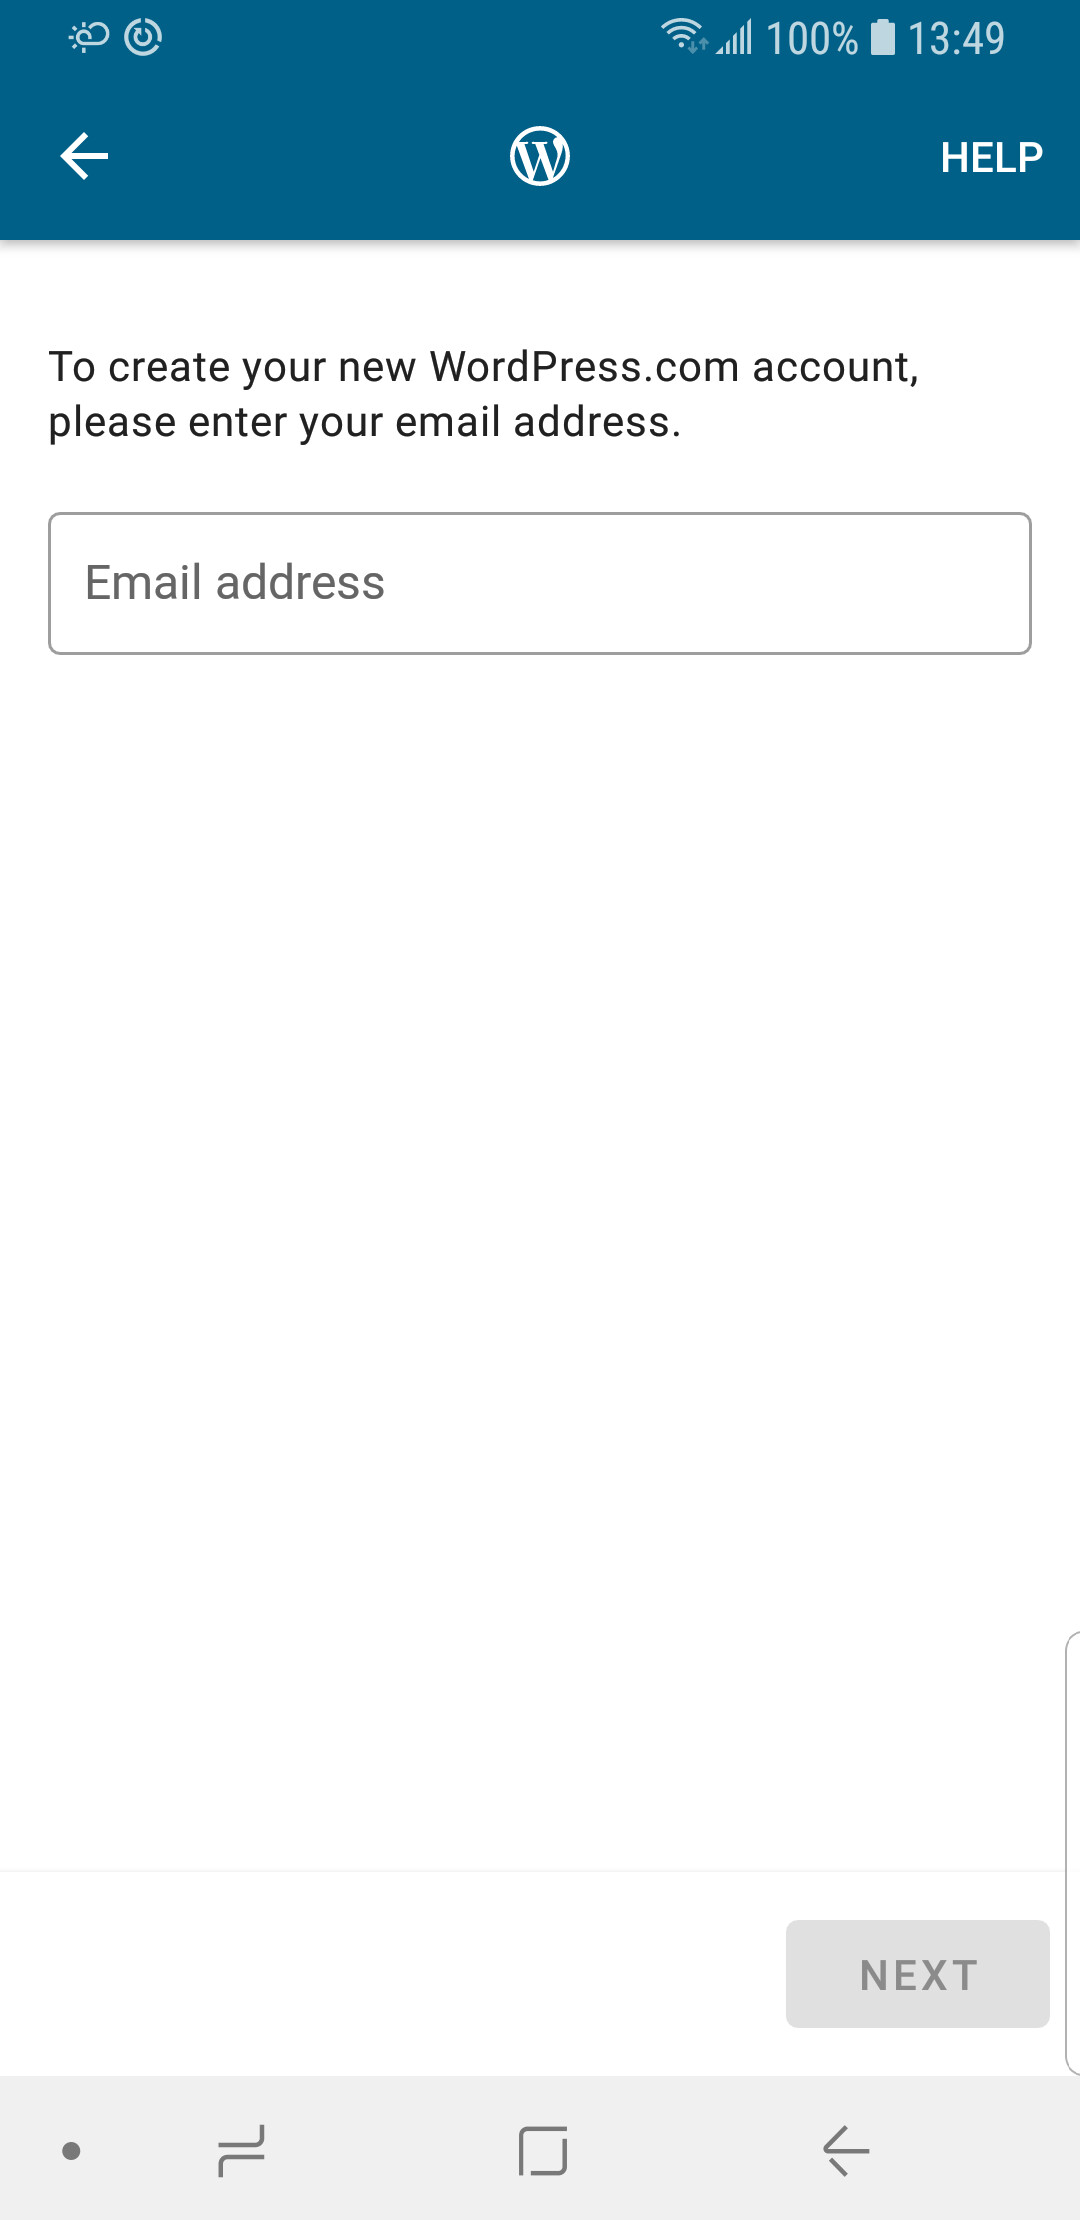 100% 13:49
HELP
To create your new WordPress.com account,
please enter your email address.
Email address
NEXT